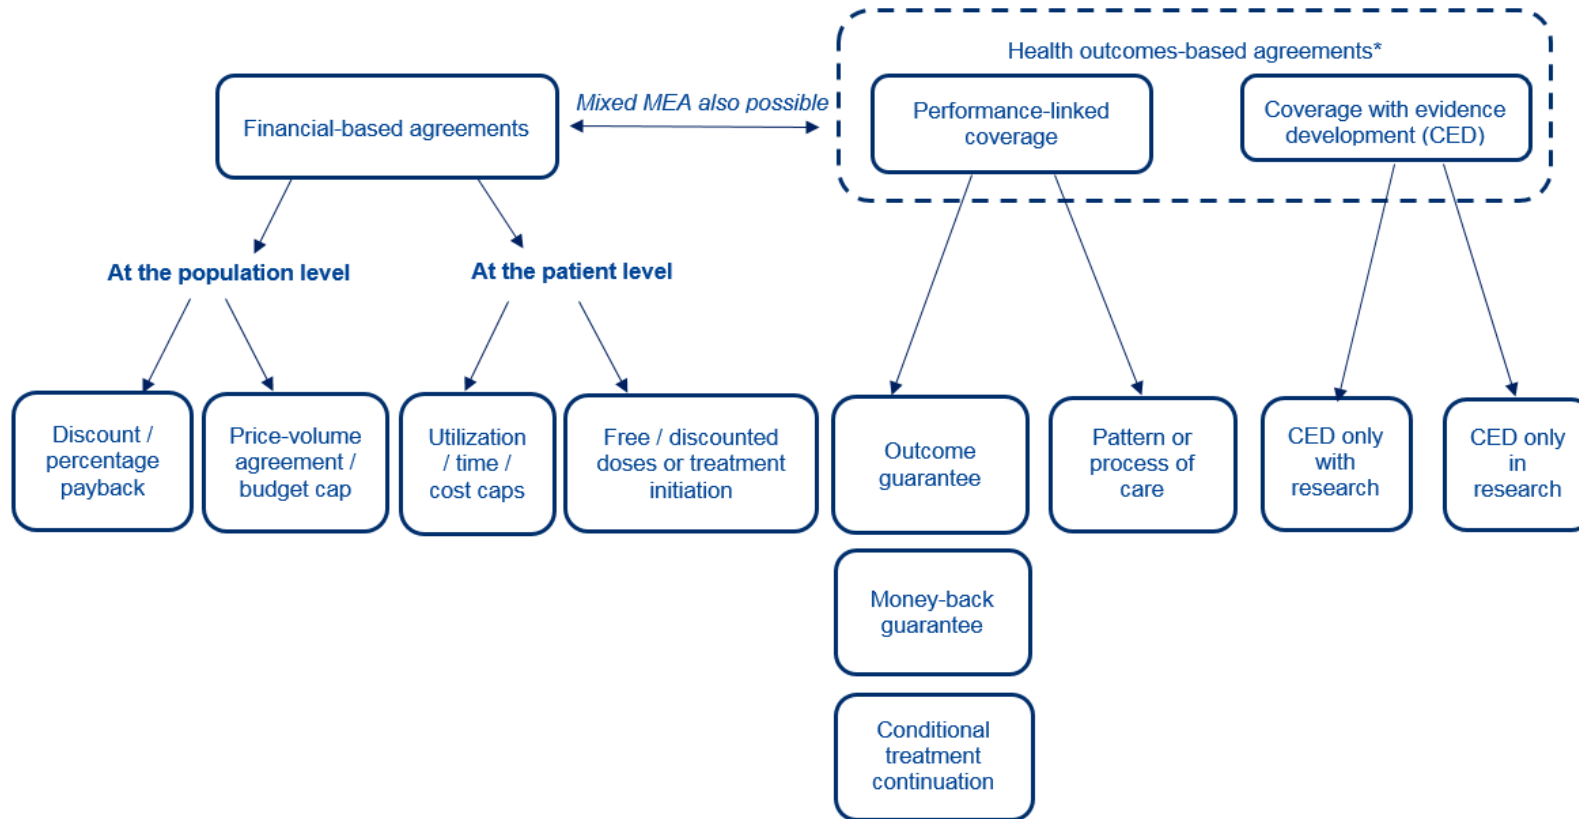 Health outcomes-based agreements*
Financial-based agreements
Mixed MEA also possible
Performance-linked
coverage
Coverage with evidence
development (CED)
At the population level
At the patient level
Discount /
percentage
payback
Price-volume
agreement /
budget cap
Utilization
/ time /
cost caps
Free / discounted
doses or treatment
initiation
Outcome
guarantee
Pattern or
process of
care
CED only
with
research
CED only
in
research
Money-back
guarantee
Conditional
treatment
continuation